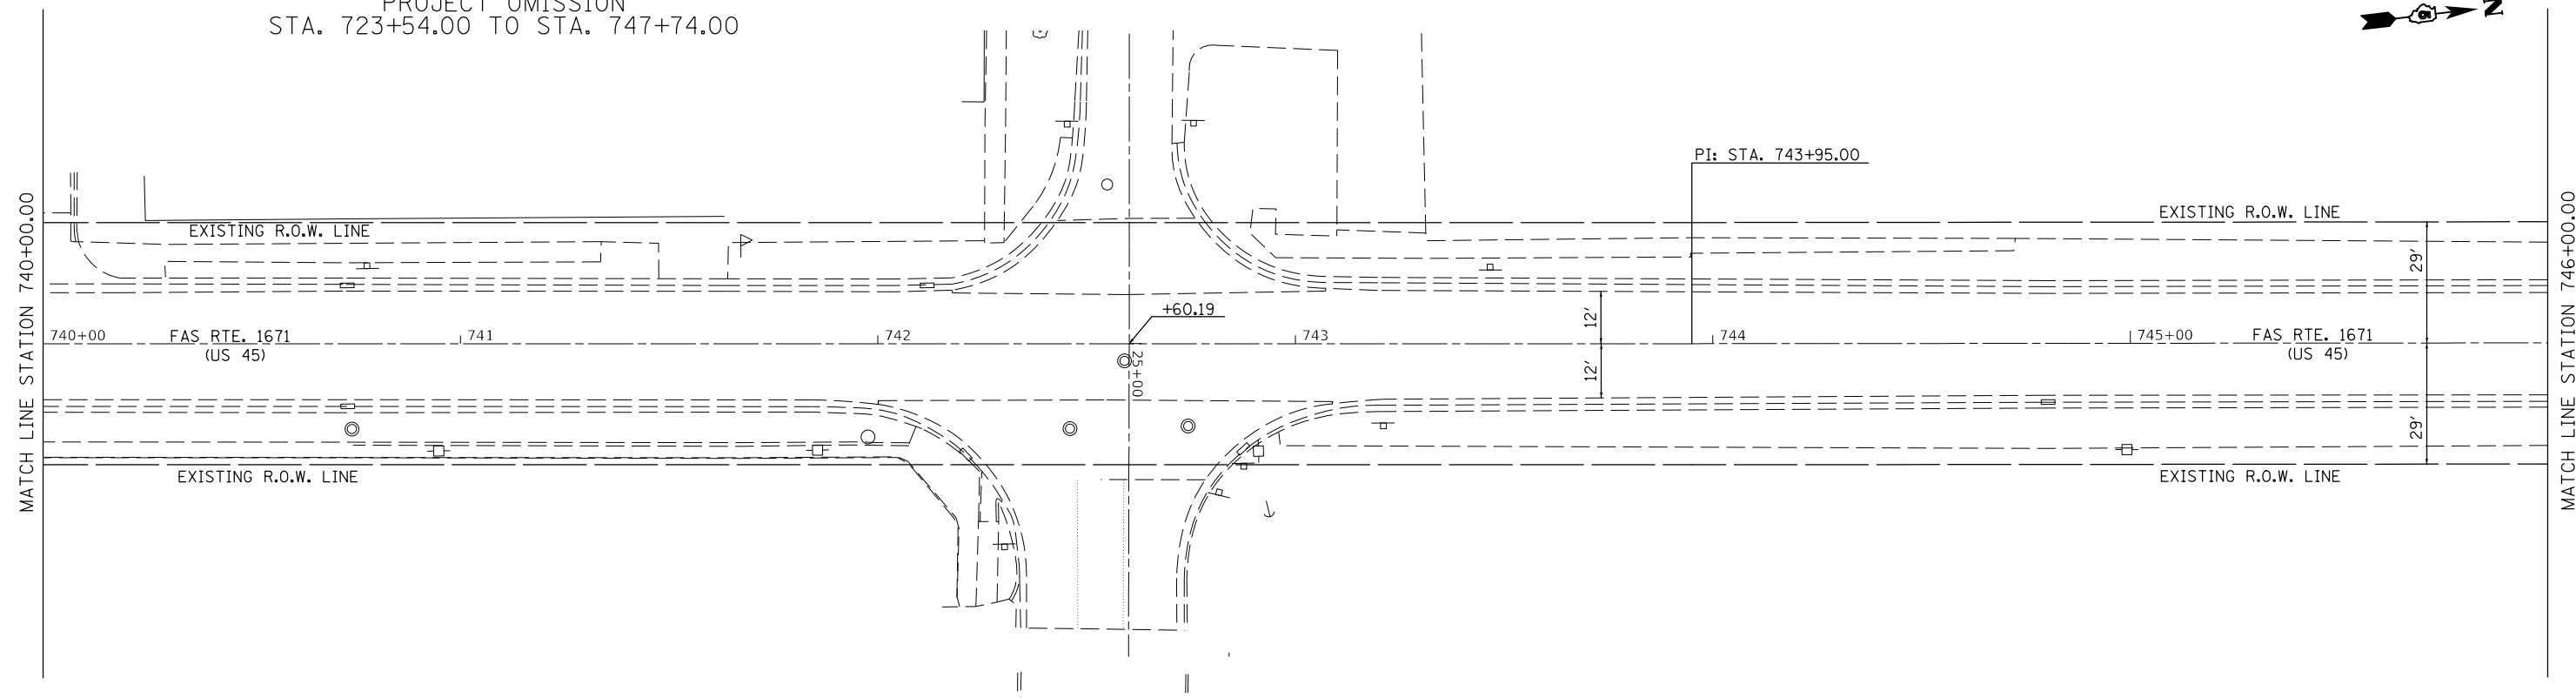 PROJECT OMISSION
STA. 723+54.00 TO STA. 747+74.00
N
MATCH LINE STATION 740+00.00
EXISTING R.O.W. LINE
PI: STA. 743+95.00
EXISTING R.O.W. LINE
29'
12'
+60.19
740+00
FAS RTE. 1671
(US 45)
741
742
743
744
745+00
FAS RTE. 1671
(US 45)
25+00
12'
29'
EXISTING R.O.W. LINE
EXISTING R.O.W. LINE
MATCH LINE STATION 746+00.00